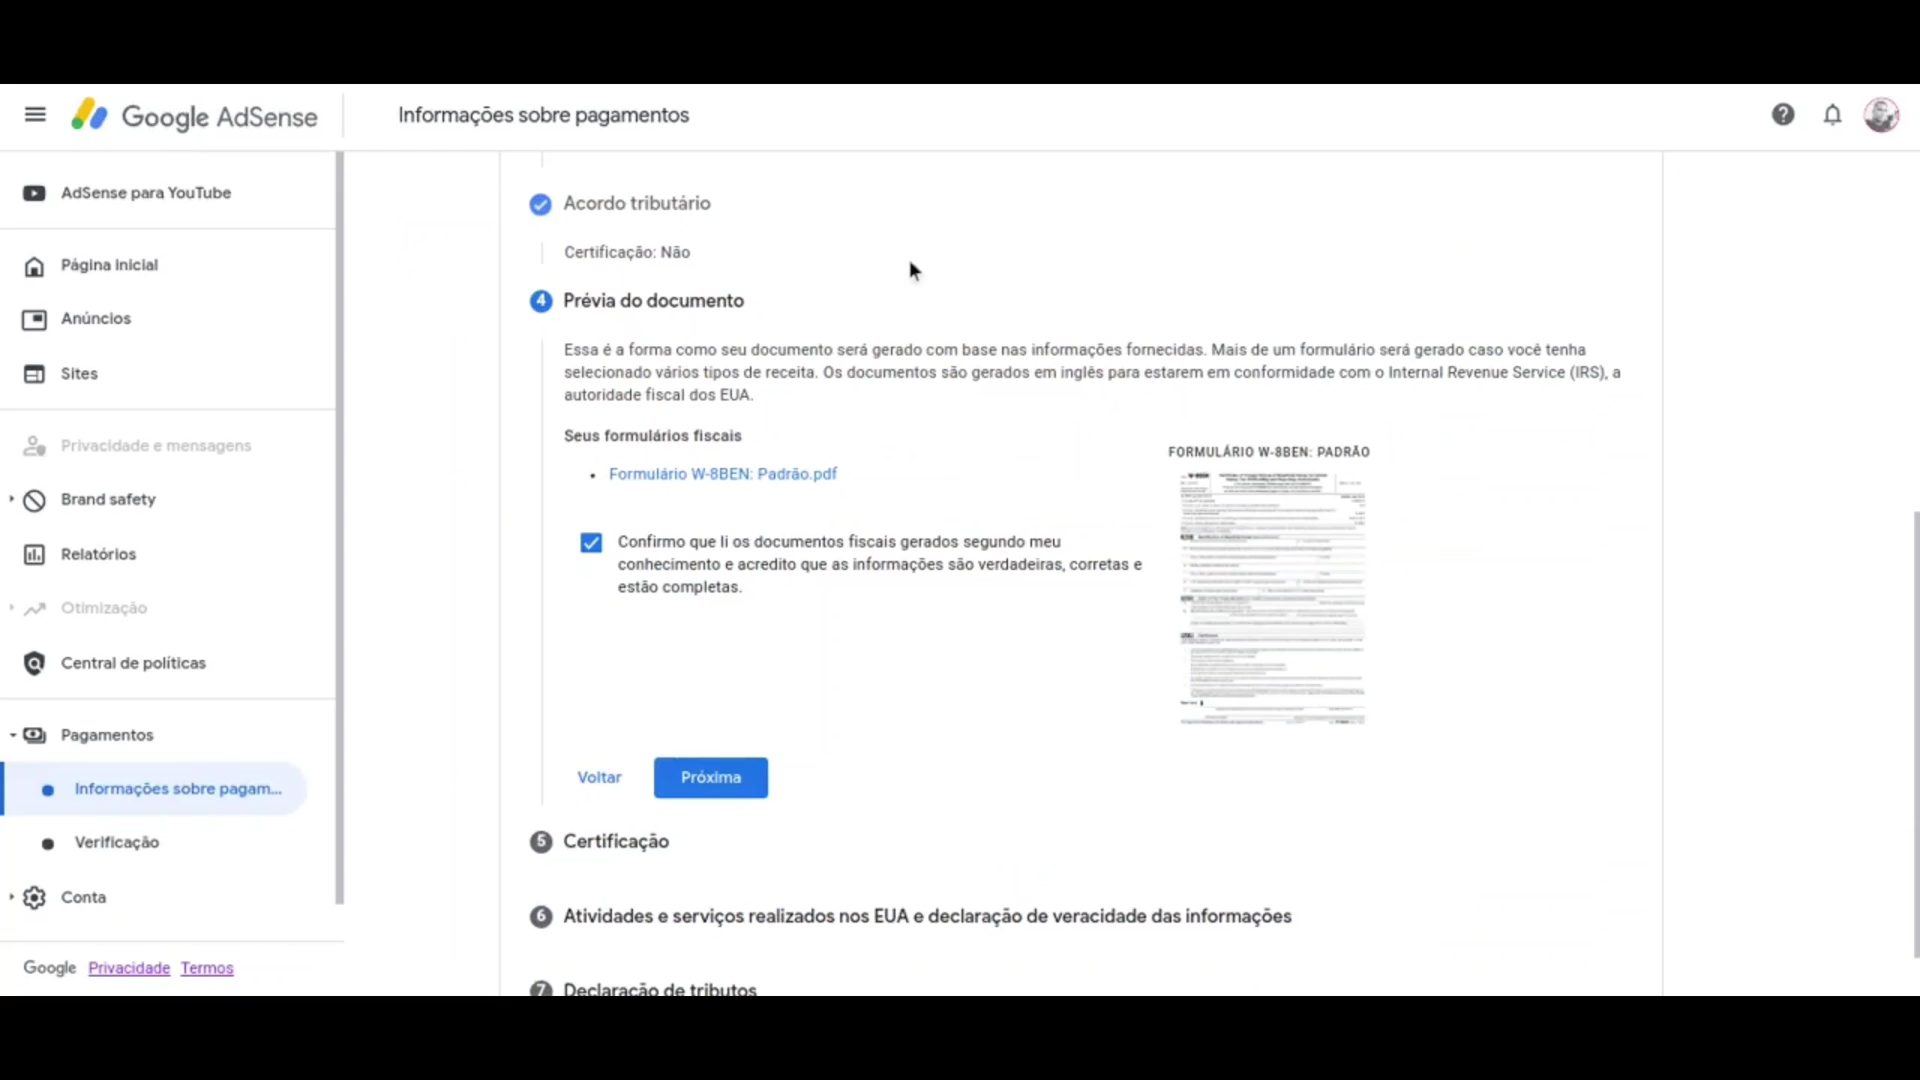 Google AdSense
Informações sobre pagamentos
AdSense para YouTube
Página inicial
Anúncios
Sites
Privacidade e mensagens
Brand safety
Relatórios
Otimização
Central de políticas
Pagamentos
Informações sobre pagam...
Verificação
Conta
Google Privacidade Termos
Acordo tributário
Certificação: Não
4 Prévia do documento
Essa é a forma como seu documento será gerado com base nas informações fornecidas. Mais de um formulário será gerado caso você tenha
selecionado vários tipos de receita. Os documentos são gerados em inglês para estarem em conformidade com o Internal Revenue Service (IRS), a
autoridade fiscal dos EUA.
Seus formulários fiscais
• Formulário W-8BEN: Padrão.pdf
Confirmo que li os documentos fiscais gerados segundo meu
conhecimento e acredito que as informações são verdadeiras, corretas e
estão completas.
FORMULÁRIO W-8BEN: PADRÃO
Voltar Próxima
5 Certificação
6 Atividades e serviços realizados nos EUA e declaração de veracidade das informações
7 Declaração de tributos